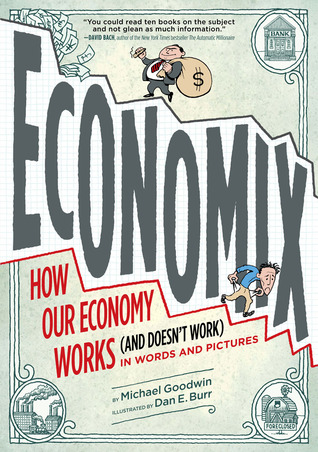 "You could read ten books on the subject
and not glean as much information."
—DAVID BACH, author of the New York Times bestseller The Automatic Millionaire
BANK
$
ECONOMIX
HOW
OUR ECONOMY
WORKS (AND DOESN'T WORK)
IN WORDS AND PICTURES
BY Michael Goodwin
ILLUSTRATED BY Dan E. Burr
FORECLOSED